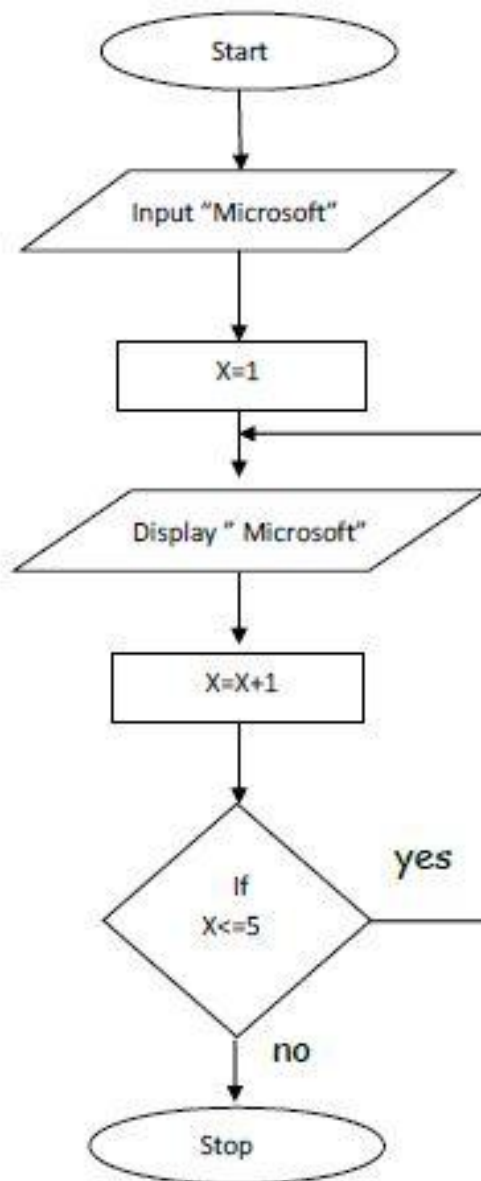 Start
Input “Microsoft”
X=1
Display ” Microsoft”
X=X+1
If
X<=5
yes
no
Stop